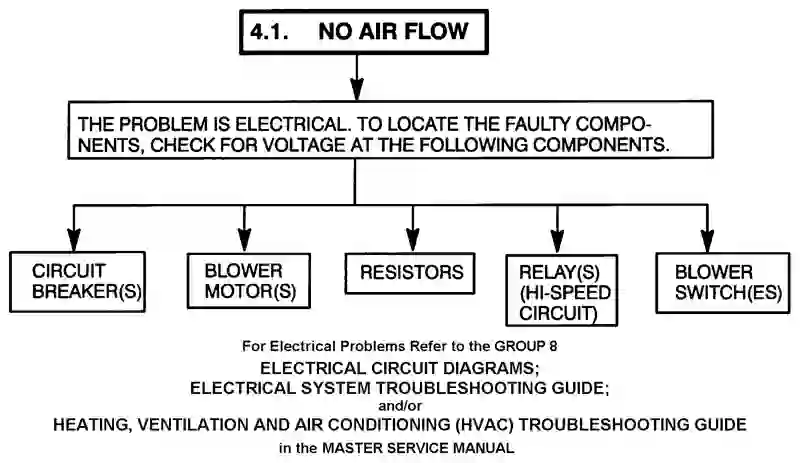 4.1. NO AIR FLOW
THE PROBLEM IS ELECTRICAL. TO LOCATE THE FAULTY COMPO-
NENTS, CHECK FOR VOLTAGE AT THE FOLLOWING COMPONENTS.
CIRCUIT
BREAKER(S)
BLOWER
MOTOR(S)
RESISTORS
RELAY(S)
(HI-SPEED
CIRCUIT)
BLOWER
SWITCH(ES)
For Electrical Problems Refer to the GROUP 8
ELECTRICAL CIRCUIT DIAGRAMS;
ELECTRICAL SYSTEM TROUBLESHOOTING GUIDE;
and/or
HEATING, VENTILATION AND AIR CONDITIONING (HVAC) TROUBLESHOOTING GUIDE
in the MASTER SERVICE MANUAL